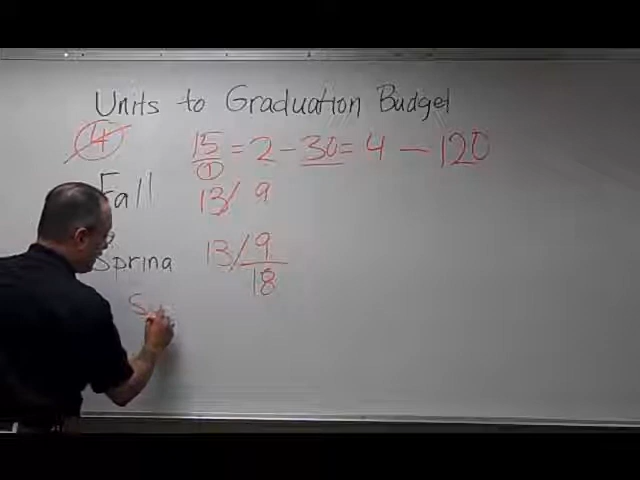 Units to Graduation Budget
4 15 = 2 - 30 = 4 - 120
1
Fall 13/ 9
Spring 13/ 9
18
S